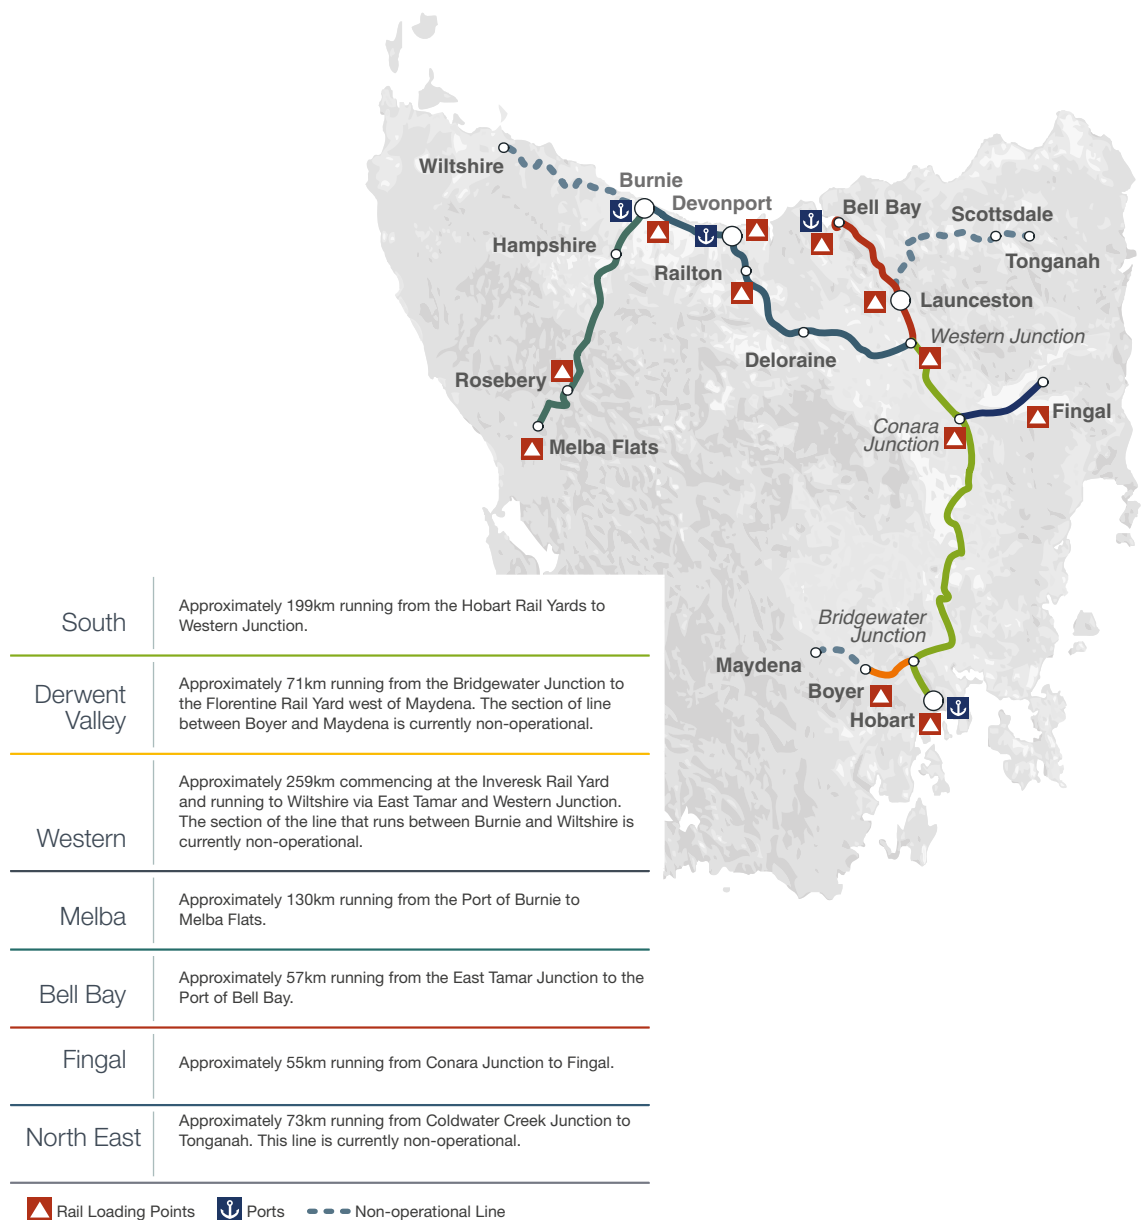 Wiltshire
Burnie
Devonport
Bell Bay
Scottsdale
Hampshire
Railton
Tonganah
Launceston
Western Junction
Deloraine
Rosebery
Fingal
Conara
Junction
Melba Flats
Bridgewater
Junction
Maydena
Boyer
Hobart
South
Approximately 199km running from the Hobart Rail Yards to
Western Junction.
Derwent
Valley
Approximately 71km running from the Bridgewater Junction to
the Florentine Rail Yard west of Maydena. The section of line
between Boyer and Maydena is currently non-operational.
Western
Approximately 259km commencing at the Inveresk Rail Yard
and running to Wiltshire via East Tamar and Western Junction.
The section of the line that runs between Burnie and Wiltshire is
currently non-operational.
Melba
Approximately 130km running from the Port of Burnie to
Melba Flats.
Bell Bay
Approximately 57km running from the East Tamar Junction to the
Port of Bell Bay.
Fingal
Approximately 55km running from Conara Junction to Fingal.
North East
Approximately 73km running from Coldwater Creek Junction to
Tonganah. This line is currently non-operational.
Rail Loading Points
Ports
Non-operational Line